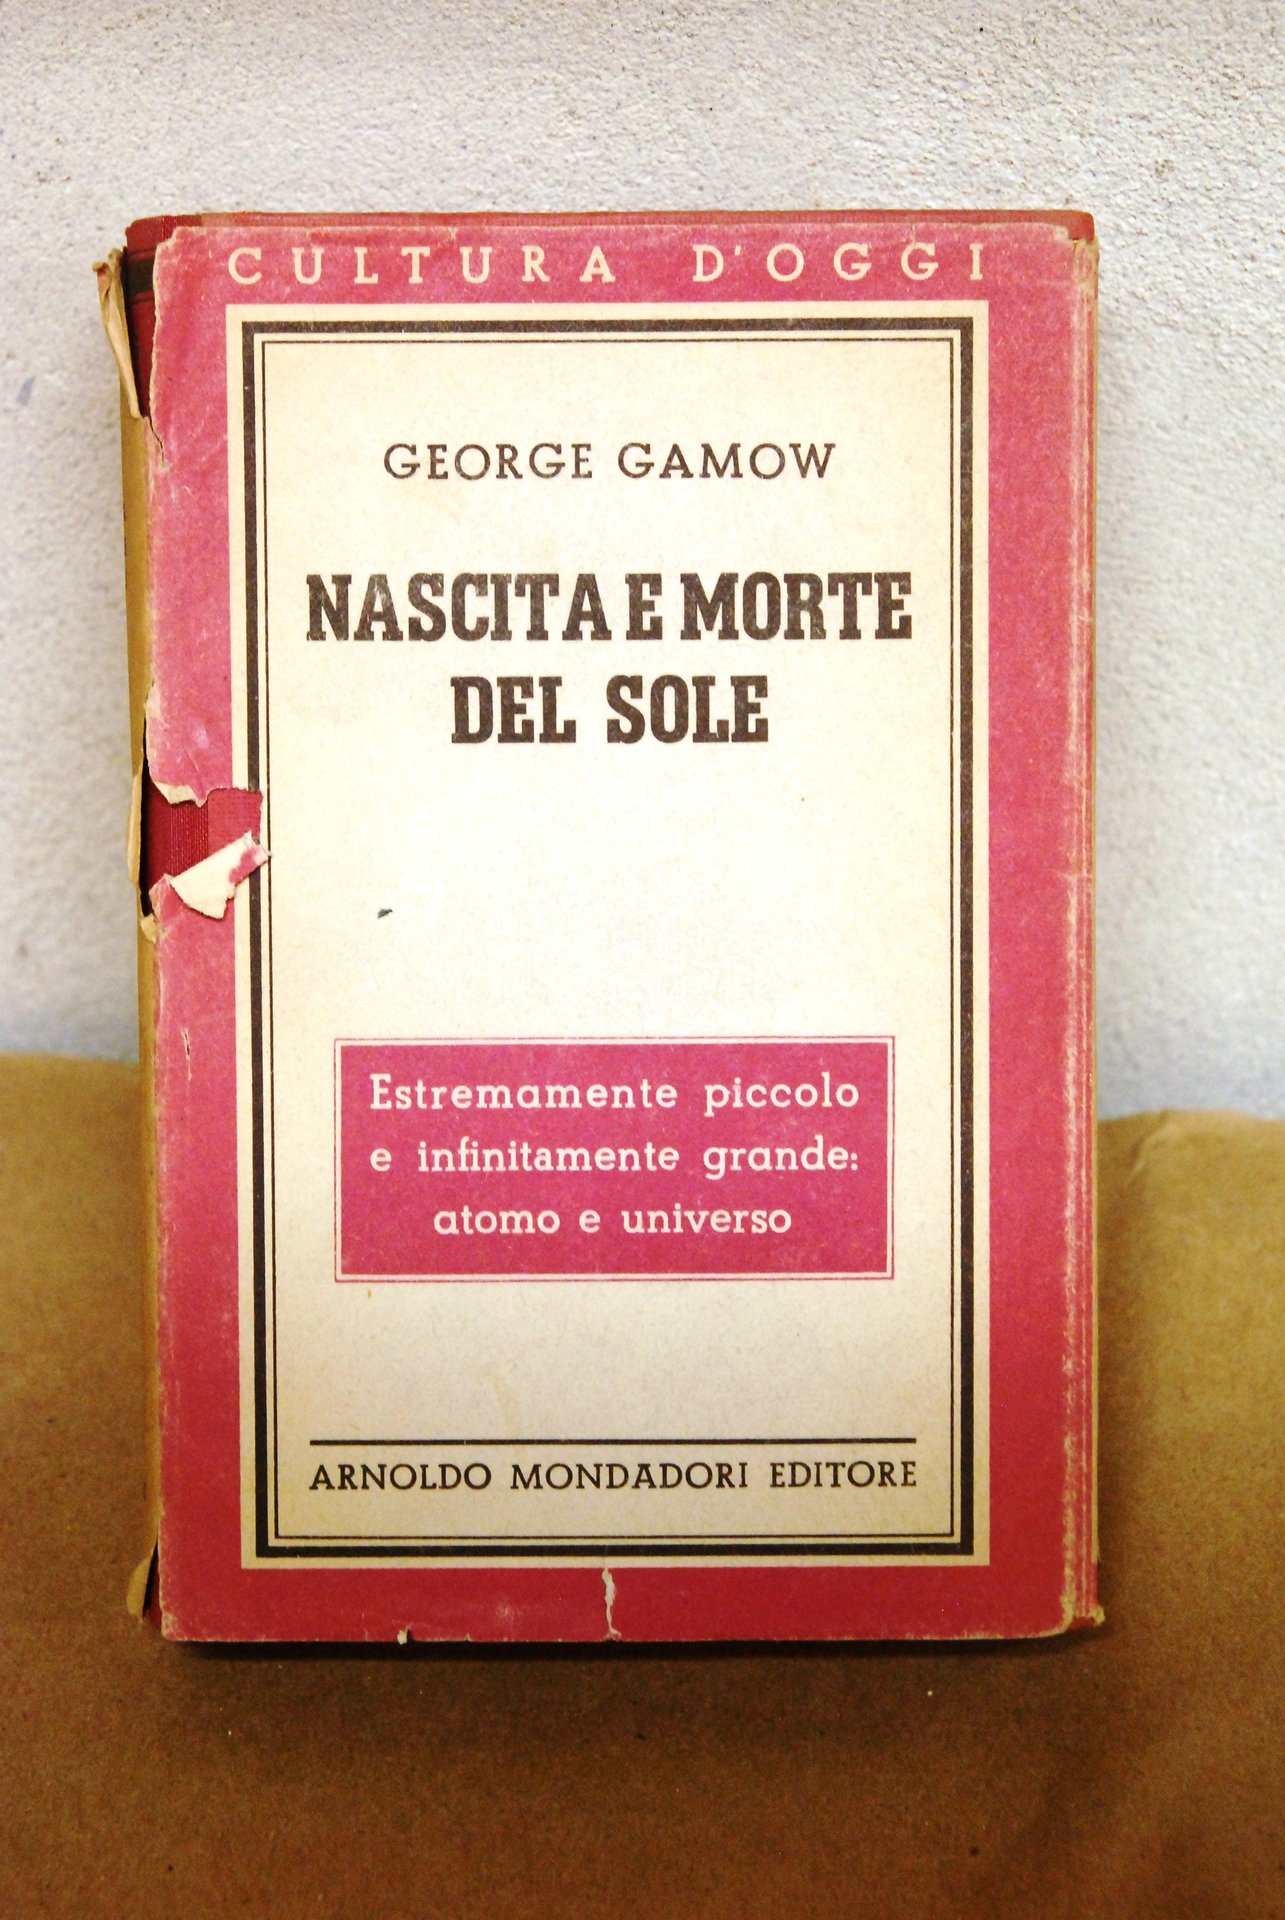 CULTURA D'OGGI
GEORGE GAMOW
NASCITA E MORTE
DEL SOLE
Estremamente piccolo
e infinitamente grande:
atomo e universo
ARNOLDO MONDADORI EDITORE